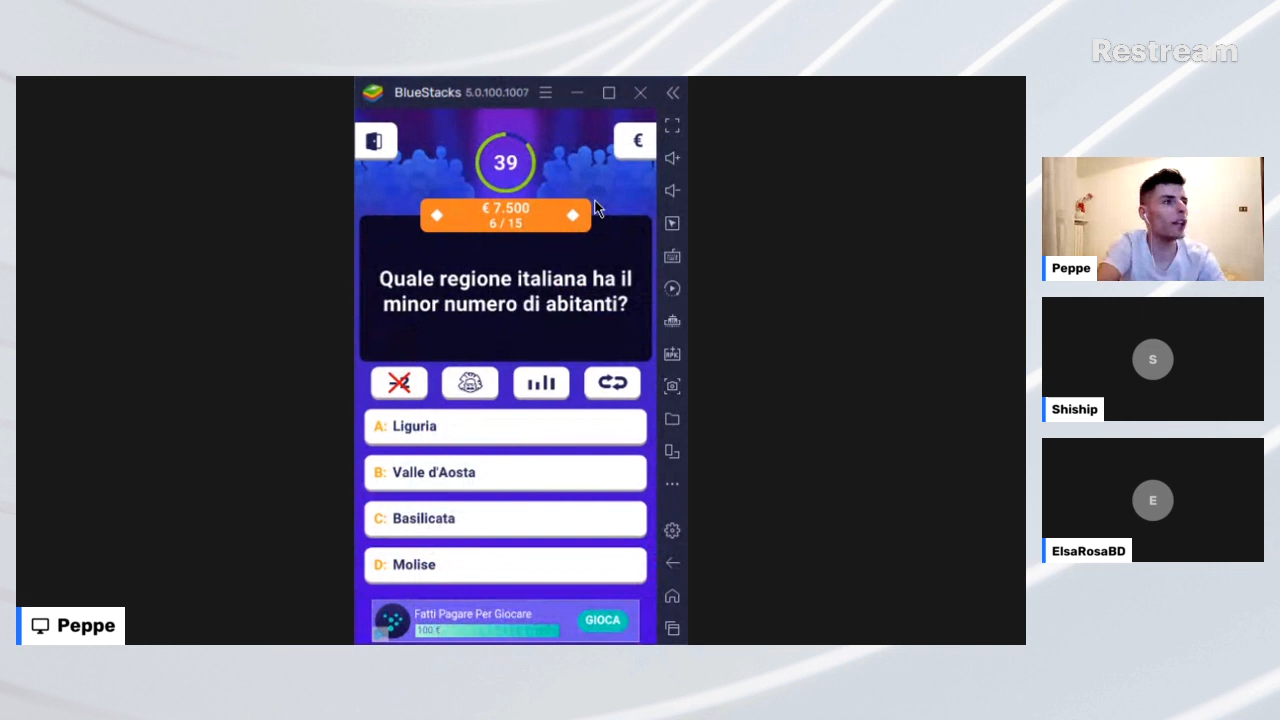 Restream
BlueStacks 5.0.100.1007
€
39
€ 7.500
6 / 15
Quale regione italiana ha il
minor numero di abitanti?
A: Liguria
B: Valle d'Aosta
C: Basilicata
D: Molise
Fatti Pagare Per Giocare
100 €
GIOCA
Peppe
Peppe
S
Shiship
E
ElsaRosaBD